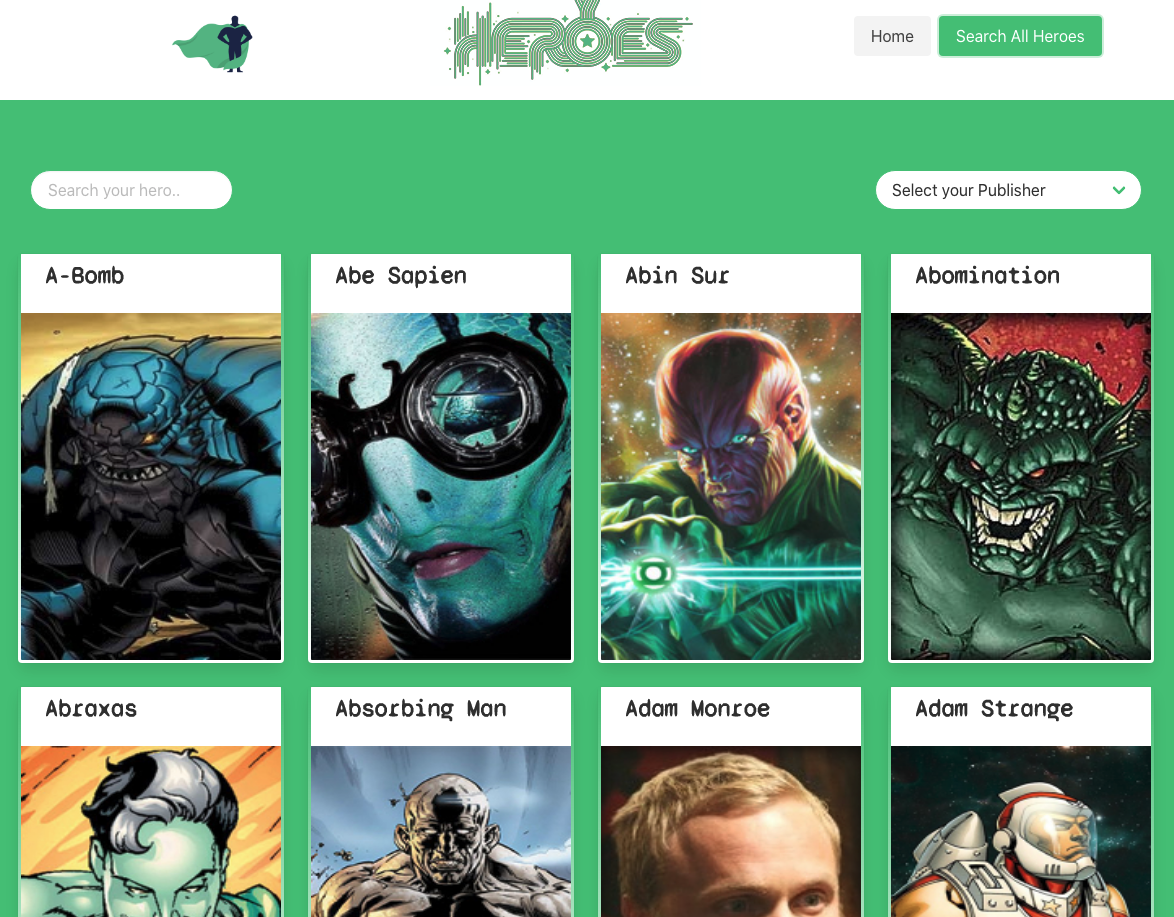 HEROES
Home
Search All Heroes
Search your hero..
Select your Publisher
A-Bomb
Abe Sapien
Abin Sur
Abomination
Abraxas
Absorbing Man
Adam Monroe
Adam Strange